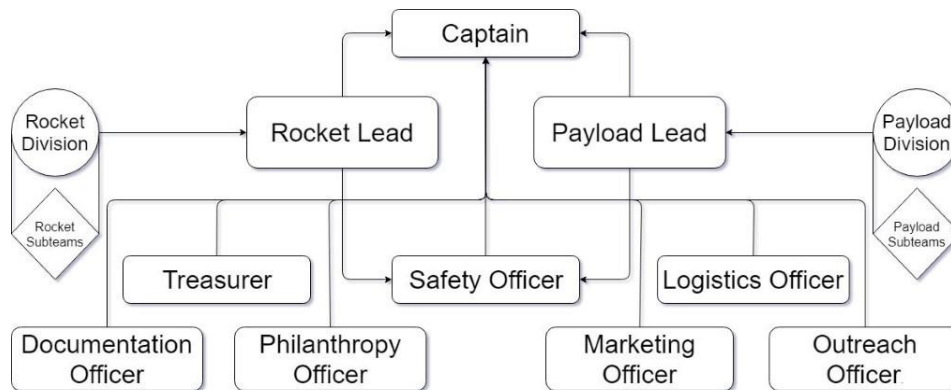 Captain
Rocket
Division
Rocket Lead
Payload Lead
Payload
Division
Rocket
Subteams
Payload
Subteams
Treasurer
Safety Officer
Logistics Officer
Documentation
Officer
Philanthropy
Officer
Marketing
Officer
Outreach
Officer